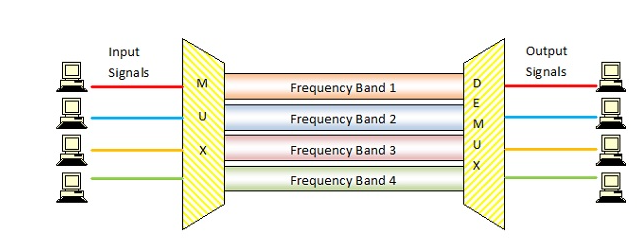 Input
Signals
M
U
X
Frequency Band 1
Frequency Band 2
Frequency Band 3
Frequency Band 4
D
E
M
U
X
Output
Signals